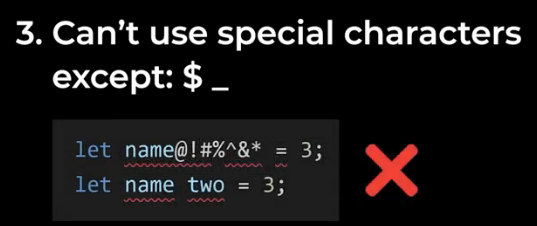 3. Can’t use special characters
except: $ _
let name@!#%^&* = 3;
let name two = 3;